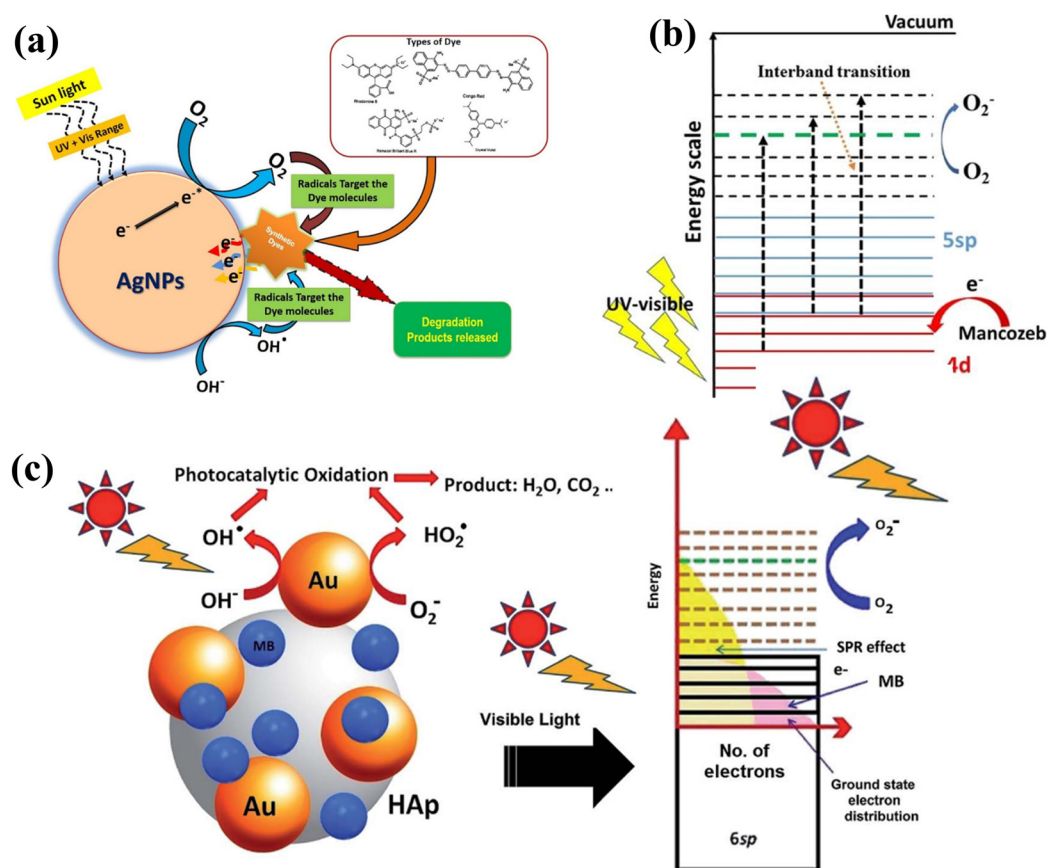 (a)
Sun light
UV + Vis Range
O2
O2
e-
e-*
AgNPs
e-
e-
e-
Synthetic
Dyes
Radicals Target the
Dye molecules
Radicals Target the
Dye molecules
OH•
OH-
Degradation
Products released
Types of Dye
NH2
Rhodamine B
Congo Red
Crystal Violet
(b)
Vacuum
Energy scale
Interband transition
O2-
O2
5sp
UV-visible
e-
Mancozeb
4d
(c)
Photocatalytic Oxidation
Product: H2O, CO2 ..
OH•
HO2•
Au
OH-
O2-
MB
Au
HAp
Visible Light
Energy
O2-
O2
SPR effect
e-
MB
No. of
electrons
Ground state
electron
distribution
6sp